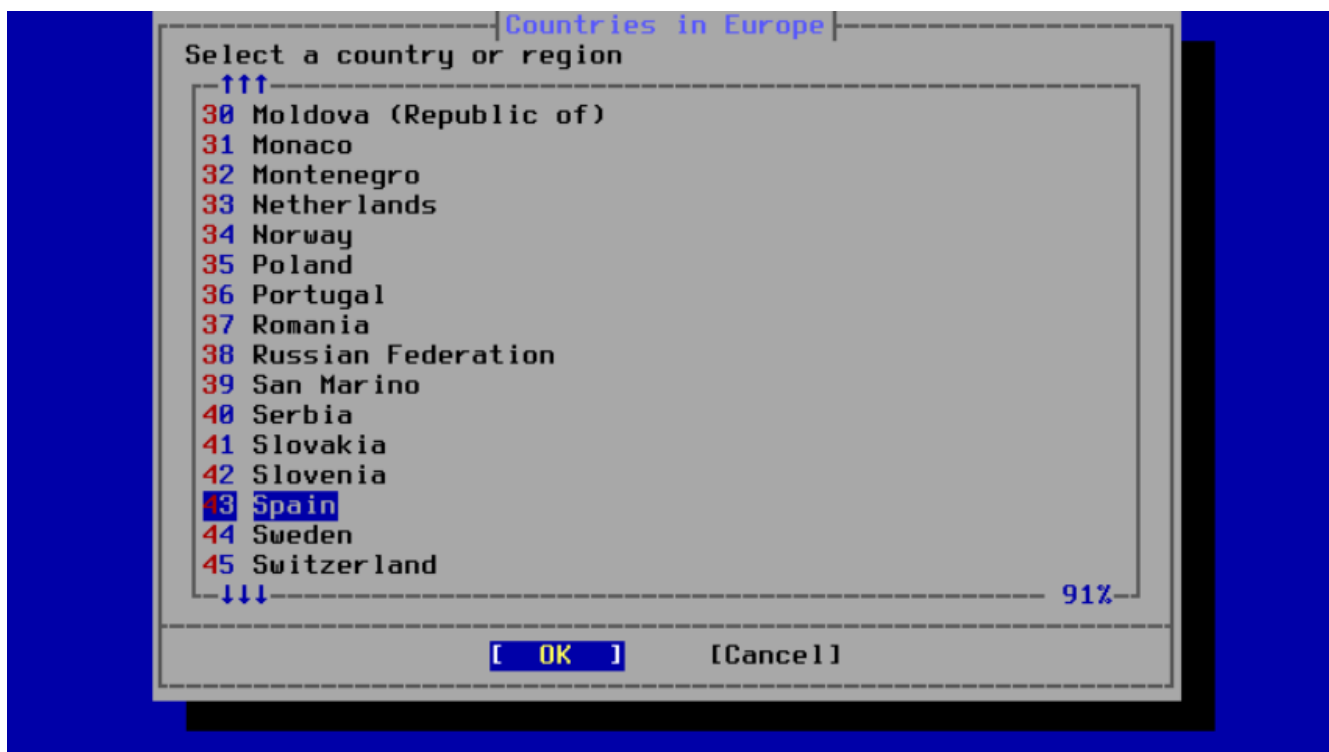 Countries in Europe
Select a country or region
↑↑↑
30 Moldova (Republic of)
31 Monaco
32 Montenegro
33 Netherlands
34 Norway
35 Poland
36 Portugal
37 Romania
38 Russian Federation
39 San Marino
40 Serbia
41 Slovakia
42 Slovenia
43 Spain
44 Sweden
45 Switzerland
↓↓↓ 91%
[ OK ] [Cancel]